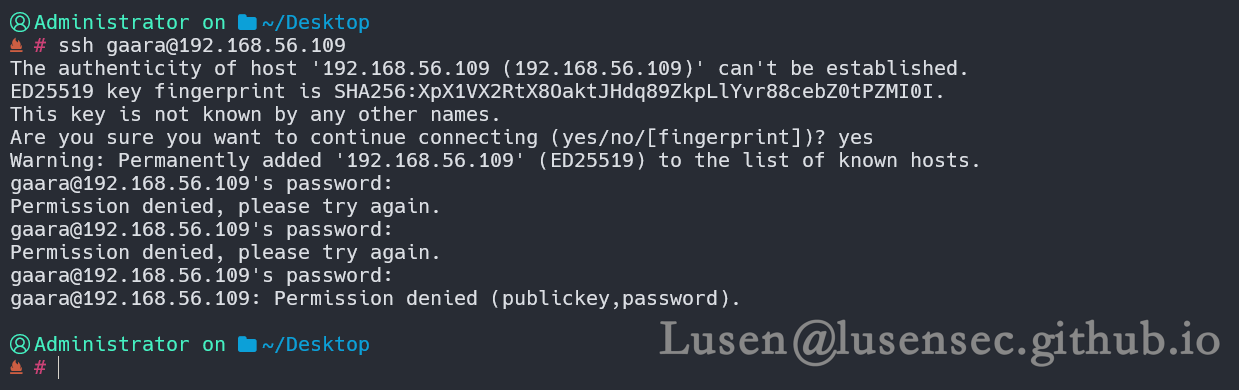 Administrator on ~/Desktop
# ssh gaara@192.168.56.109
The authenticity of host '192.168.56.109 (192.168.56.109)' can't be established.
ED25519 key fingerprint is SHA256:XpX1VX2RtX8OaktJHdq89ZkpLlYvr88cebZ0tPZMI0I.
This key is not known by any other names.
Are you sure you want to continue connecting (yes/no/[fingerprint])? yes
Warning: Permanently added '192.168.56.109' (ED25519) to the list of known hosts.
gaara@192.168.56.109's password:
Permission denied, please try again.
gaara@192.168.56.109's password:
Permission denied, please try again.
gaara@192.168.56.109's password:
gaara@192.168.56.109: Permission denied (publickey,password).
Administrator on ~/Desktop
#
Lusen@lusensec.github.io